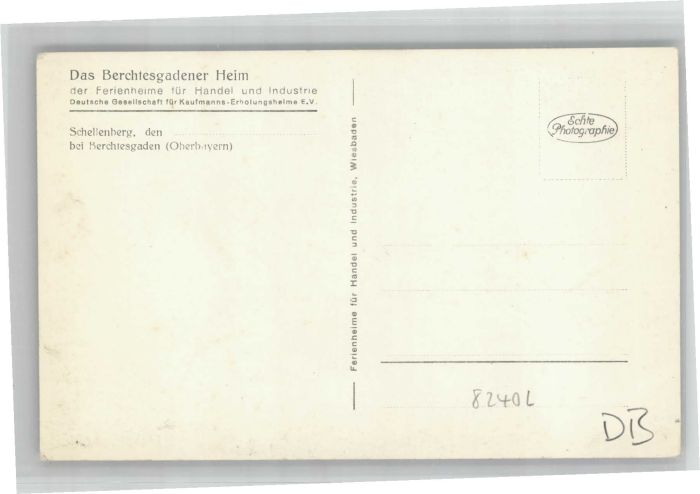 Das Berchtesgadener Heim
der Ferienheime für Handel und Industrie
Deutsche Gesellschaft für Kaufmanns-Erholungsheime E.V.
Schellenberg, den
bei Berchtesgaden (Oberbayern)
Ferienheime für Handel und Industrie, Wiesbaden
Echte
Photographie
8240L
DB